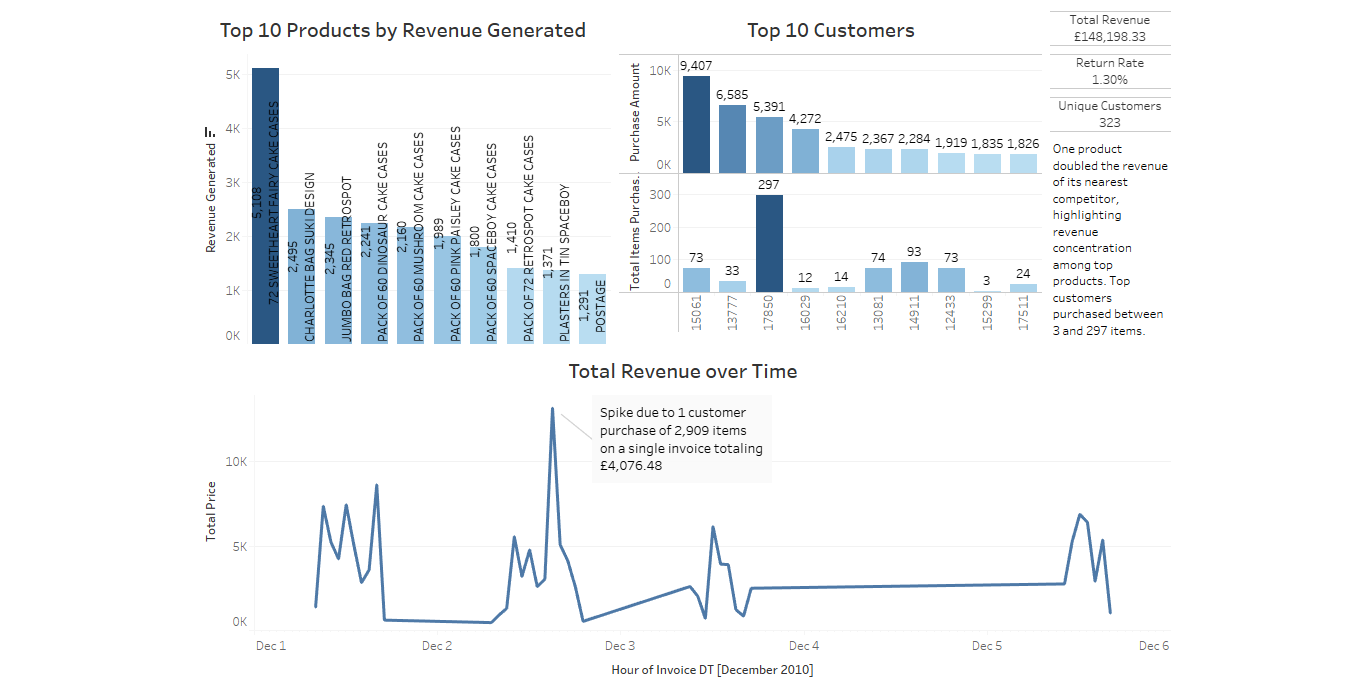 Top 10 Products by Revenue Generated
Revenue Generated
5K
4K
3K
2K
1K
0K
5,108
72 SWEETHEART FAIRY CAKE CASES
2,495
CHARLOTTE BAG SUKI DESIGN
2,345
JUMBO BAG RED RETROSPOT
2,241
PACK OF 60 DINOSAUR CAKE CASES
2,160
PACK OF 60 MUSHROOM CAKE CASES
1,989
PACK OF 60 PINK PAISLEY CAKE CASES
1,800
PACK OF 60 SPACEBOY CAKE CASES
1,410
PACK OF 72 RETROSPOT CAKE CASES
1,371
PLASTERS IN TIN SPACEBOY
1,291
POSTAGE
Top 10 Customers
Purchase Amount
10K
5K
0K
9,407
6,585
5,391
4,272
2,475
2,367
2,284
1,919
1,835
1,826
Total Items Purchas..
300
200
100
0
73
33
297
12
14
74
93
73
3
24
15061
13777
17850
16029
16210
13081
14911
12433
15299
17511
Total Revenue
£148,198.33
Return Rate
1.30%
Unique Customers
323
One product
doubled the revenue
of its nearest
competitor,
highlighting
revenue
concentration
among top
products. Top
customers
purchased between
3 and 297 items.
Total Revenue over Time
Total Price
10K
5K
0K
Spike due to 1 customer
purchase of 2,909 items
on a single invoice totaling
£4,076.48
Dec 1
Dec 2
Dec 3
Dec 4
Dec 5
Dec 6
Hour of Invoice DT [December 2010]